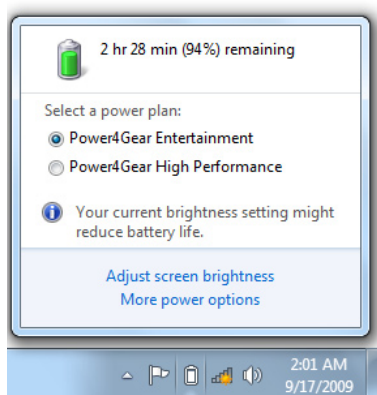 2 hr 28 min (94%) remaining
Select a power plan:
Power4Gear Entertainment
Power4Gear High Performance
Your current brightness setting might
reduce battery life.
Adjust screen brightness
More power options
2:01 AM
9/17/2009